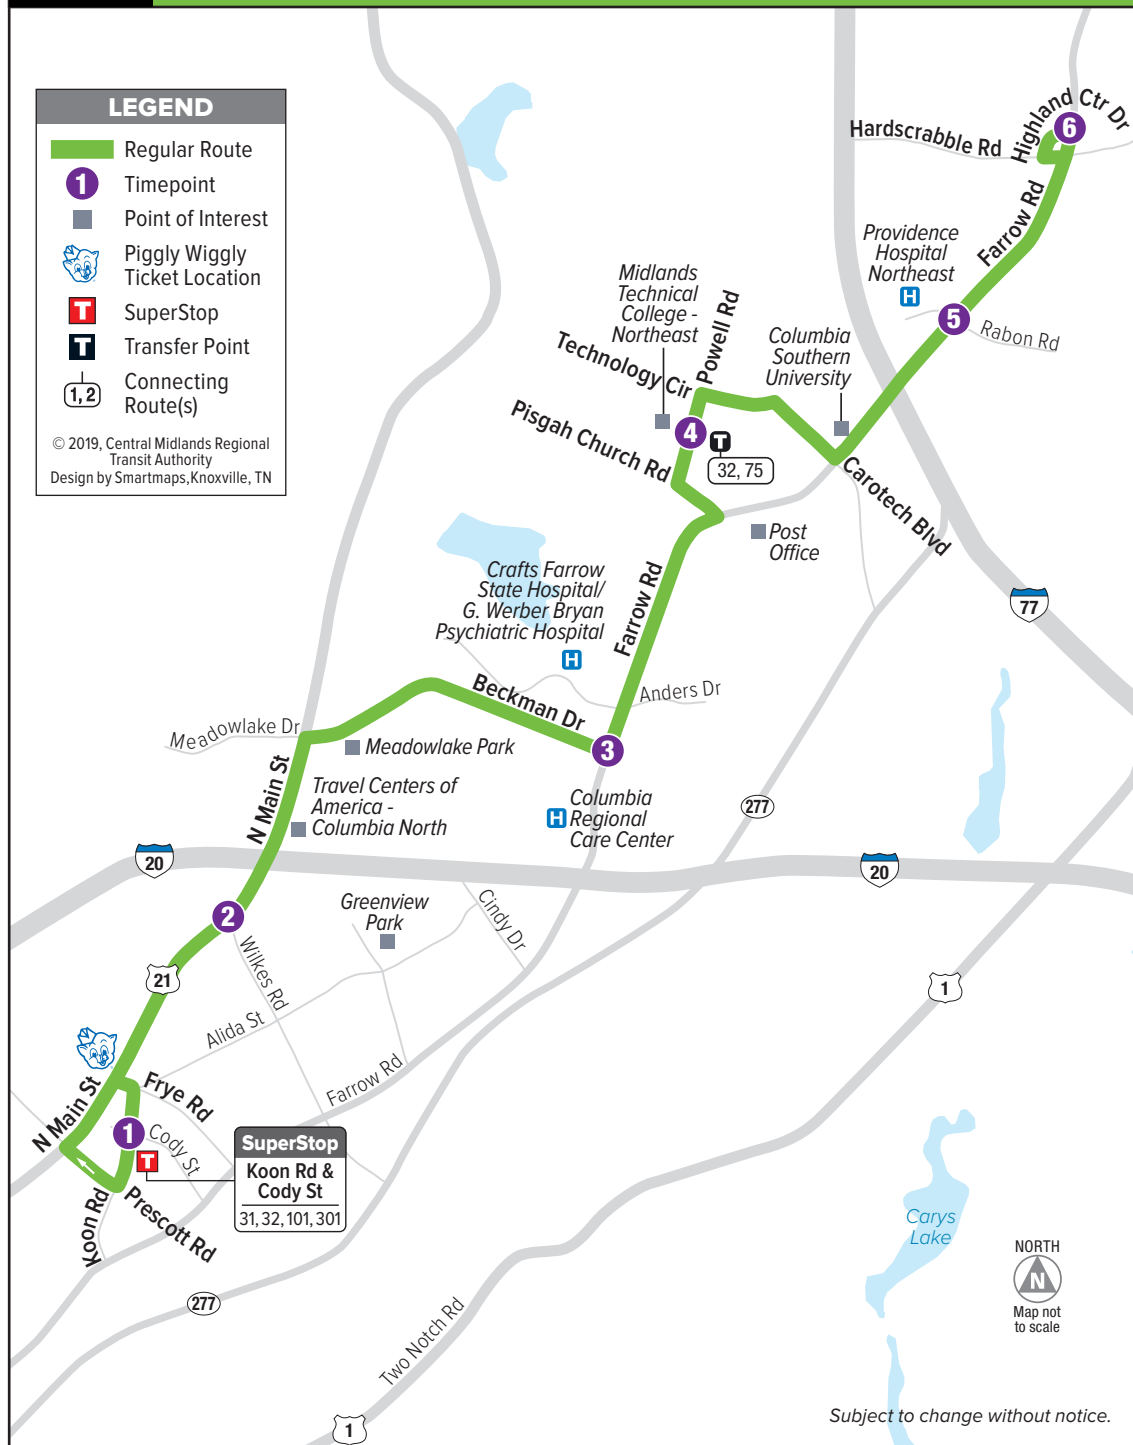 LEGEND
Regular Route
1
Timepoint
Point of Interest
Piggly Wiggly
Ticket Location
T
SuperStop
T
Transfer Point
1, 2
Connecting
Route(s)
© 2019, Central Midlands Regional
Transit Authority
Design by Smartmaps,Knoxville, TN
Highland Ctr Dr
6
Hardscrabble Rd
Farrow Rd
Providence
Hospital
Northeast
H
5
Rabon Rd
Midlands
Technical
College -
Northeast
Powell Rd
Technology Cir
Columbia
Southern
University
Pisgah Church Rd
4
T
32, 75
Carotech Blvd
Post
Office
77
Crafts Farrow
State Hospital/
G. Werber Bryan
Psychiatric Hospital
H
Farrow Rd
Anders Dr
Beckman Dr
3
Meadowlake Dr
Meadowlake Park
N Main St
Travel Centers of
America -
Columbia North
H
Columbia
Regional
Care Center
277
20
20
2
Greenview
Park
Cindy Dr
Wilkes Rd
21
1
Alida St
Farrow Rd
N Main St
Frye Rd
1
Cody St
T
SuperStop
Koon Rd &
Cody St
31, 32, 101, 301
Koon Rd
Prescott Rd
277
Two Notch Rd
1
Carys
Lake
NORTH
N
Map not
to scale
Subject to change without notice.